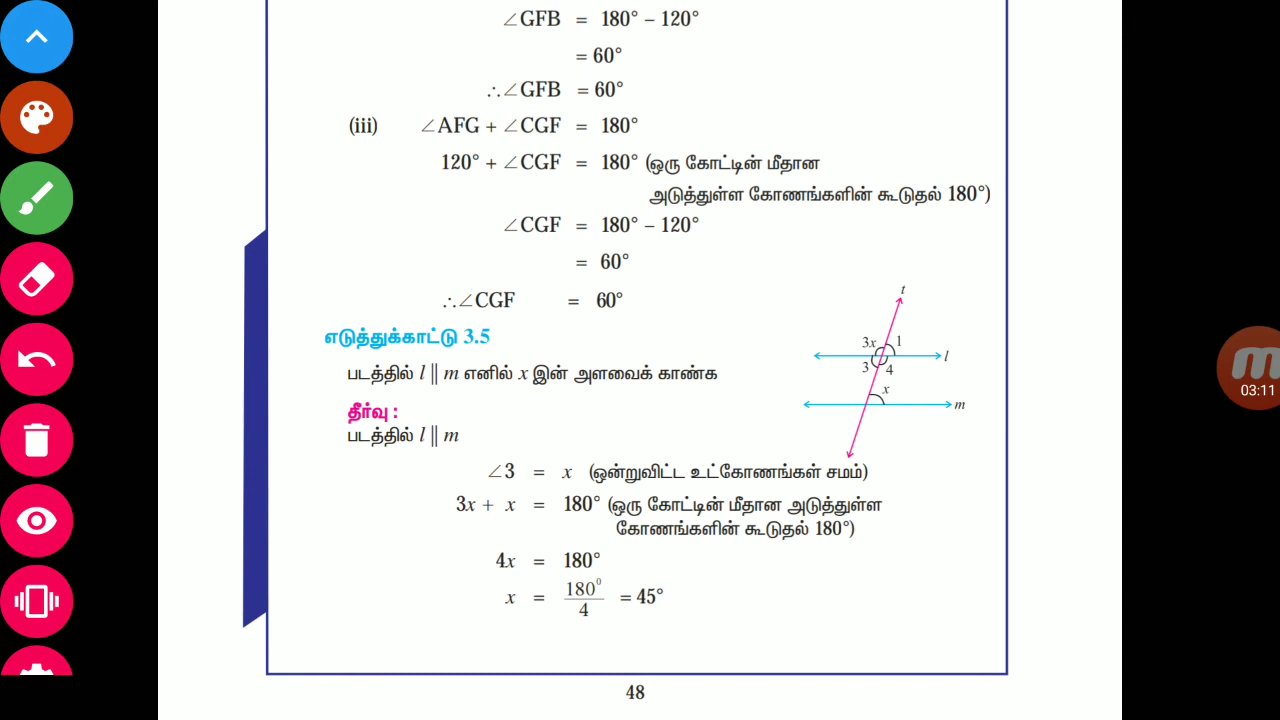 ∠GFB = 180° – 120°
= 60°
∴∠GFB = 60°
(iii) ∠AFG + ∠CGF = 180°
120° + ∠CGF = 180° (ஒரு கோட்டின் மீதான
அடுத்துள்ள கோணங்களின் கூடுதல் 180°)
∠CGF = 180° – 120°
= 60°
∴∠CGF = 60°
எடுத்துக்காட்டு 3.5
படத்தில் l || m எனில் x இன் அளவைக் காண்க
t
3x 1
l
3 4
x
m
தீர்வு :
படத்தில் l || m
∠3 = x (ஒன்றுவிட்ட உட்கோணங்கள் சமம்)
3x + x = 180° (ஒரு கோட்டின் மீதான அடுத்துள்ள
கோணங்களின் கூடுதல் 180°)
4x = 180°
x = 180⁰/4 = 45°
48
03:11